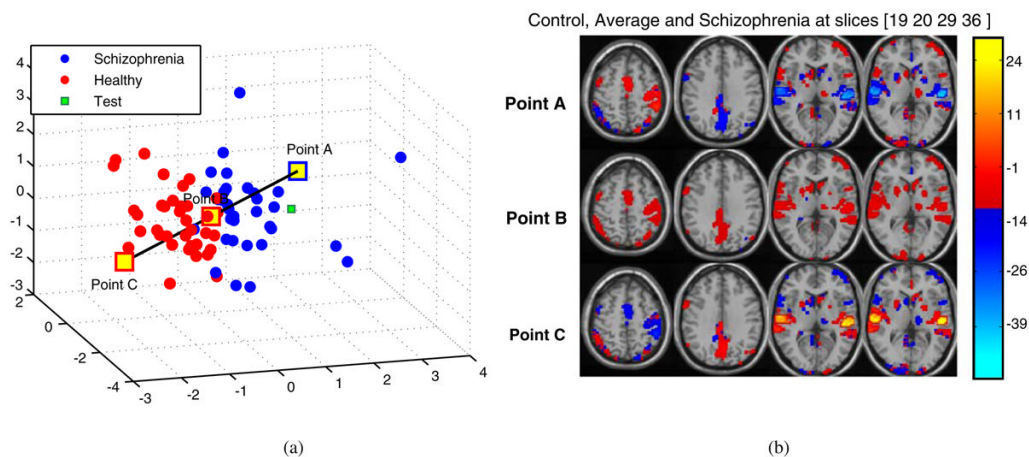 Control, Average and Schizophrenia at slices [19 20 29 36 ]
Schizophrenia
Healthy
Test
4
3
2
1
0
-1
-2
-3
2
0
-2
-4
-3
-2
-1
0
1
2
3
4
Point A
Point B
Point C
(a)
Point A
Point B
Point C
24
11
-1
-14
-26
-39
(b)